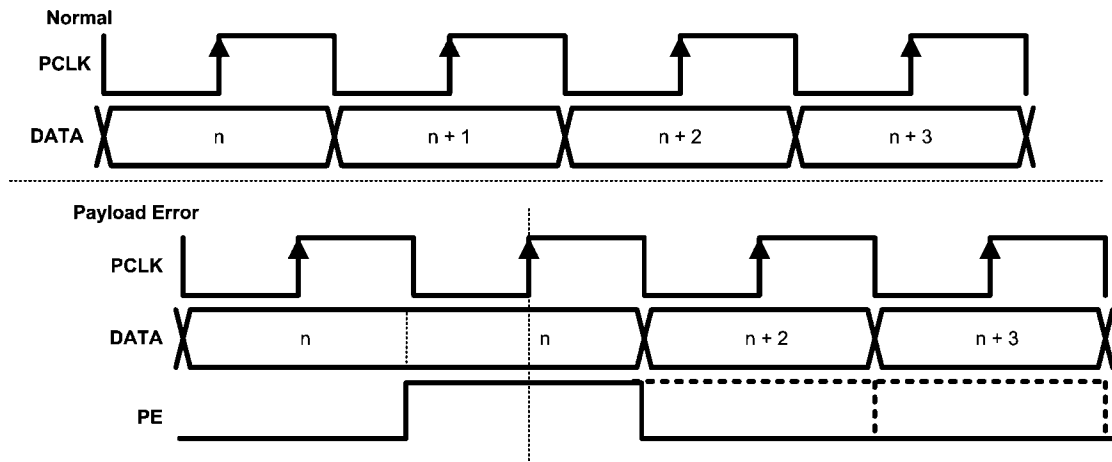 Normal
PCLK
DATA n n + 1 n + 2 n + 3
Payload Error
PCLK
DATA n n n + 2 n + 3
PE